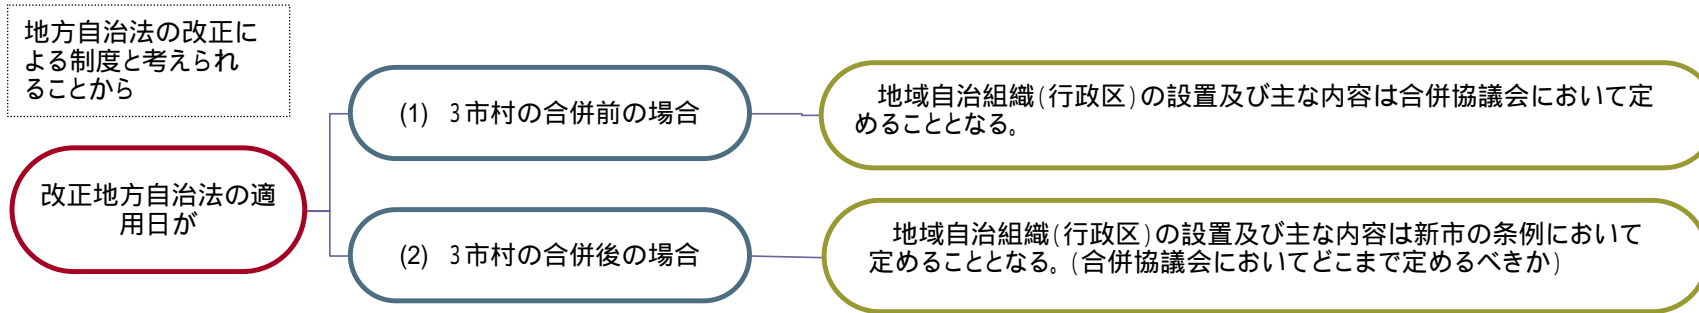 地方自治法の改正に
よる制度と考えられ
ることから
改正地方自治法の適
用日が
(1) 3市村の合併前の場合
地域自治組織(行政区)の設置及び主な内容は合併協議会において定
めることとなる。
(2) 3市村の合併後の場合
地域自治組織(行政区)の設置及び主な内容は新市の条例において
定めることとなる。(合併協議会においてどこまで定めるべきか)